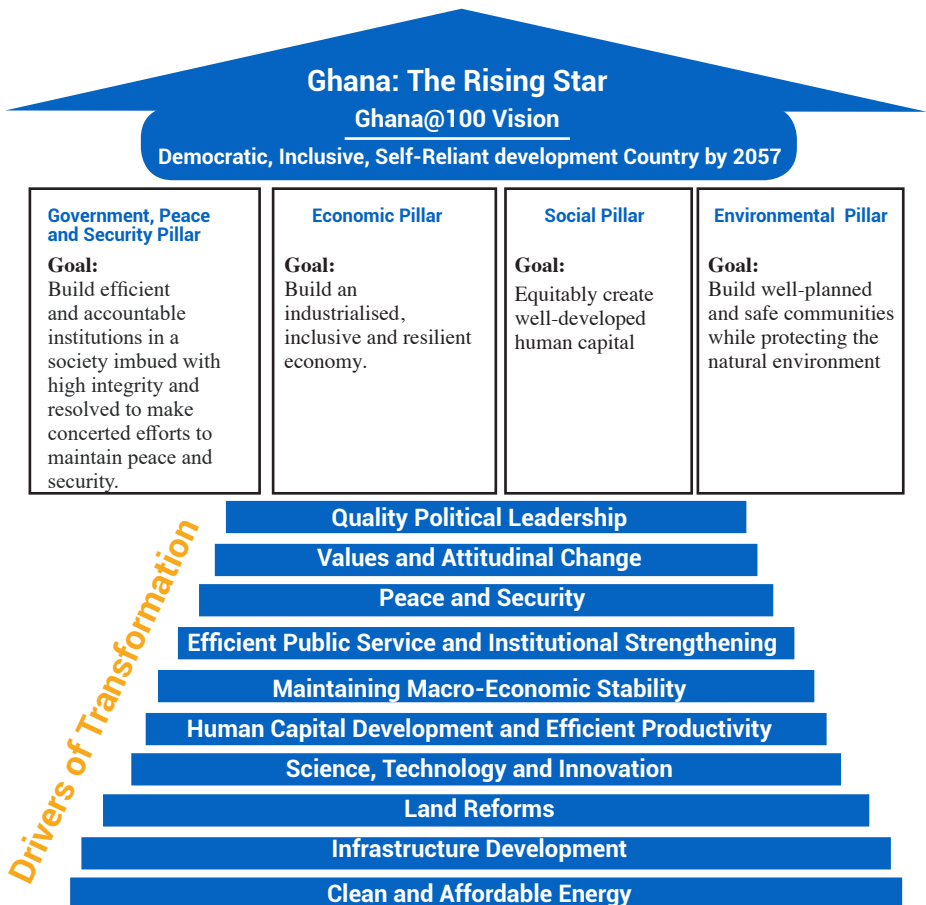 Ghana: The Rising Star
Ghana@100 Vision
Democratic, Inclusive, Self-Reliant development Country by 2057
Government, Peace
and Security Pillar
Goal:
Build efficient
and accountable
institutions in a
society imbued with
high integrity and
resolved to make
concerted efforts to
maintain peace and
security.
Economic Pillar
Goal:
Build an
industrialised,
inclusive and resilient
economy.
Social Pillar
Goal:
Equitably create
well-developed
human capital
Environmental Pillar
Goal:
Build well-planned
and safe communities
while protecting the
natural environment
Drivers of Transformation
Quality Political Leadership
Values and Attitudinal Change
Peace and Security
Efficient Public Service and Institutional Strengthening
Maintaining Macro-Economic Stability
Human Capital Development and Efficient Productivity
Science, Technology and Innovation
Land Reforms
Infrastructure Development
Clean and Affordable Energy